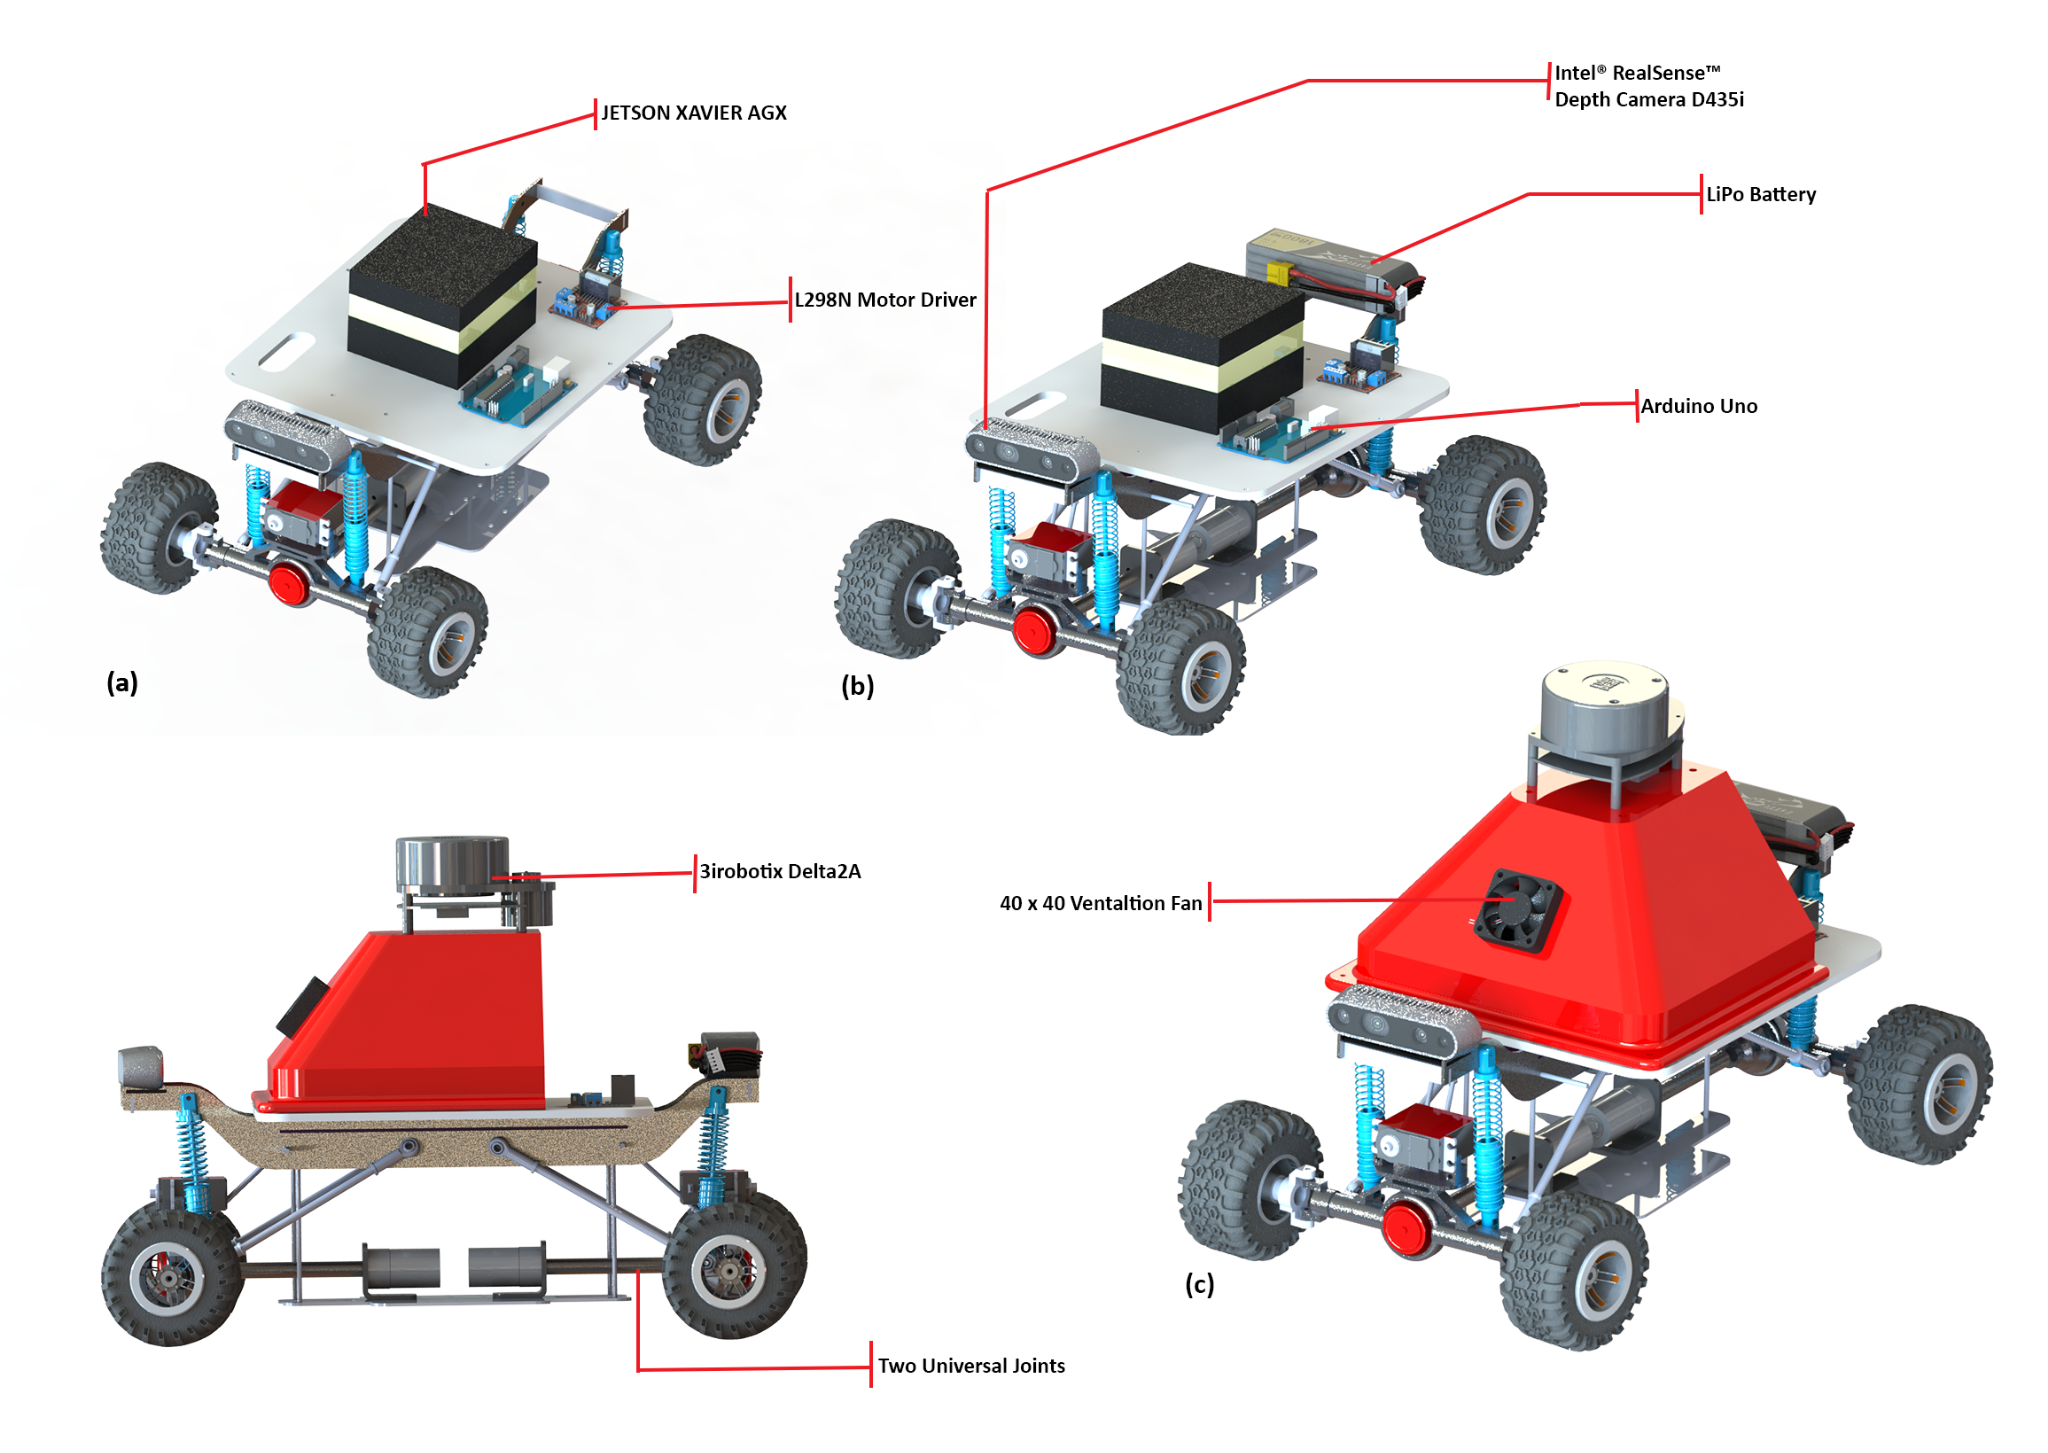 JETSON XAVIER AGX
L298N Motor Driver
Intel® RealSense™
Depth Camera D435i
LiPo Battery
Arduino Uno
(a)
(b)
3irobotix Delta2A
40 x 40 Ventaltion Fan
Two Universal Joints
(c)